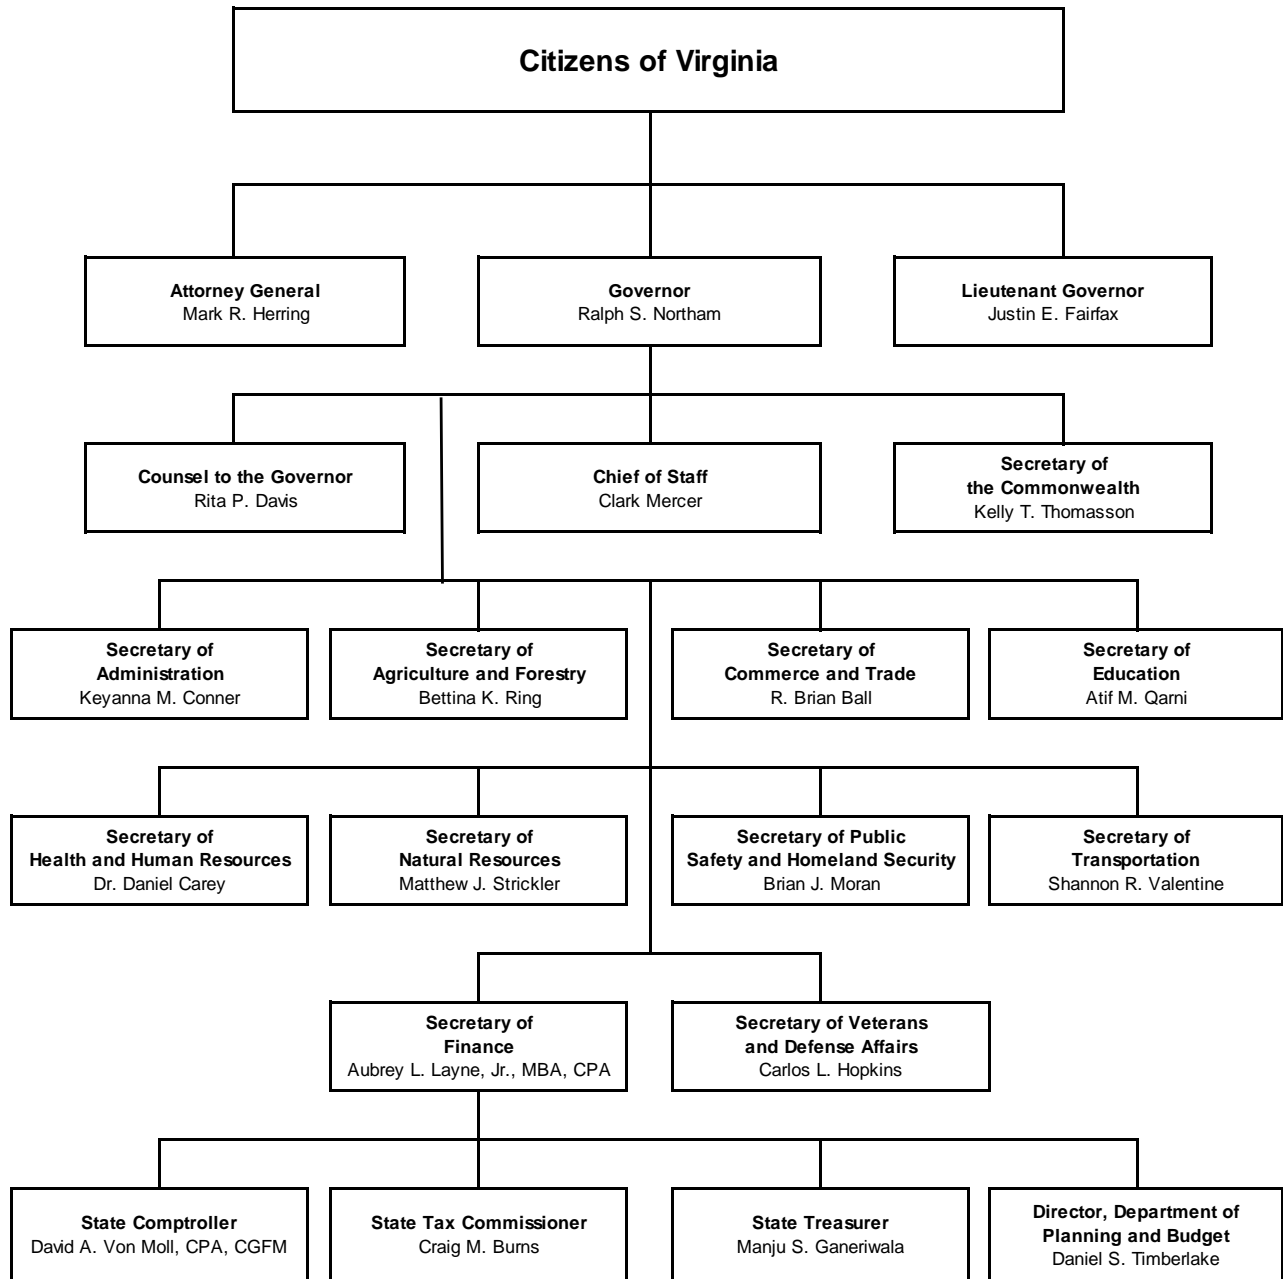 Citizens of Virginia
Attorney General
Mark R. Herring
Governor
Ralph S. Northam
Lieutenant Governor
Justin E. Fairfax
Counsel to the Governor
Rita P. Davis
Chief of Staff
Clark Mercer
Secretary of
the Commonwealth
Kelly T. Thomasson
Secretary of
Administration
Keyanna M. Conner
Secretary of
Agriculture and Forestry
Bettina K. Ring
Secretary of
Commerce and Trade
R. Brian Ball
Secretary of
Education
Atif M. Qarni
Secretary of
Health and Human Resources
Dr. Daniel Carey
Secretary of
Natural Resources
Matthew J. Strickler
Secretary of Public
Safety and Homeland Security
Brian J. Moran
Secretary of
Transportation
Shannon R. Valentine
Secretary of
Finance
Aubrey L. Layne, Jr., MBA, CPA
Secretary of Veterans
and Defense Affairs
Carlos L. Hopkins
State Comptroller
David A. Von Moll, CPA, CGFM
State Tax Commissioner
Craig M. Burns
State Treasurer
Manju S. Ganeriwala
Director, Department of
Planning and Budget
Daniel S. Timberlake